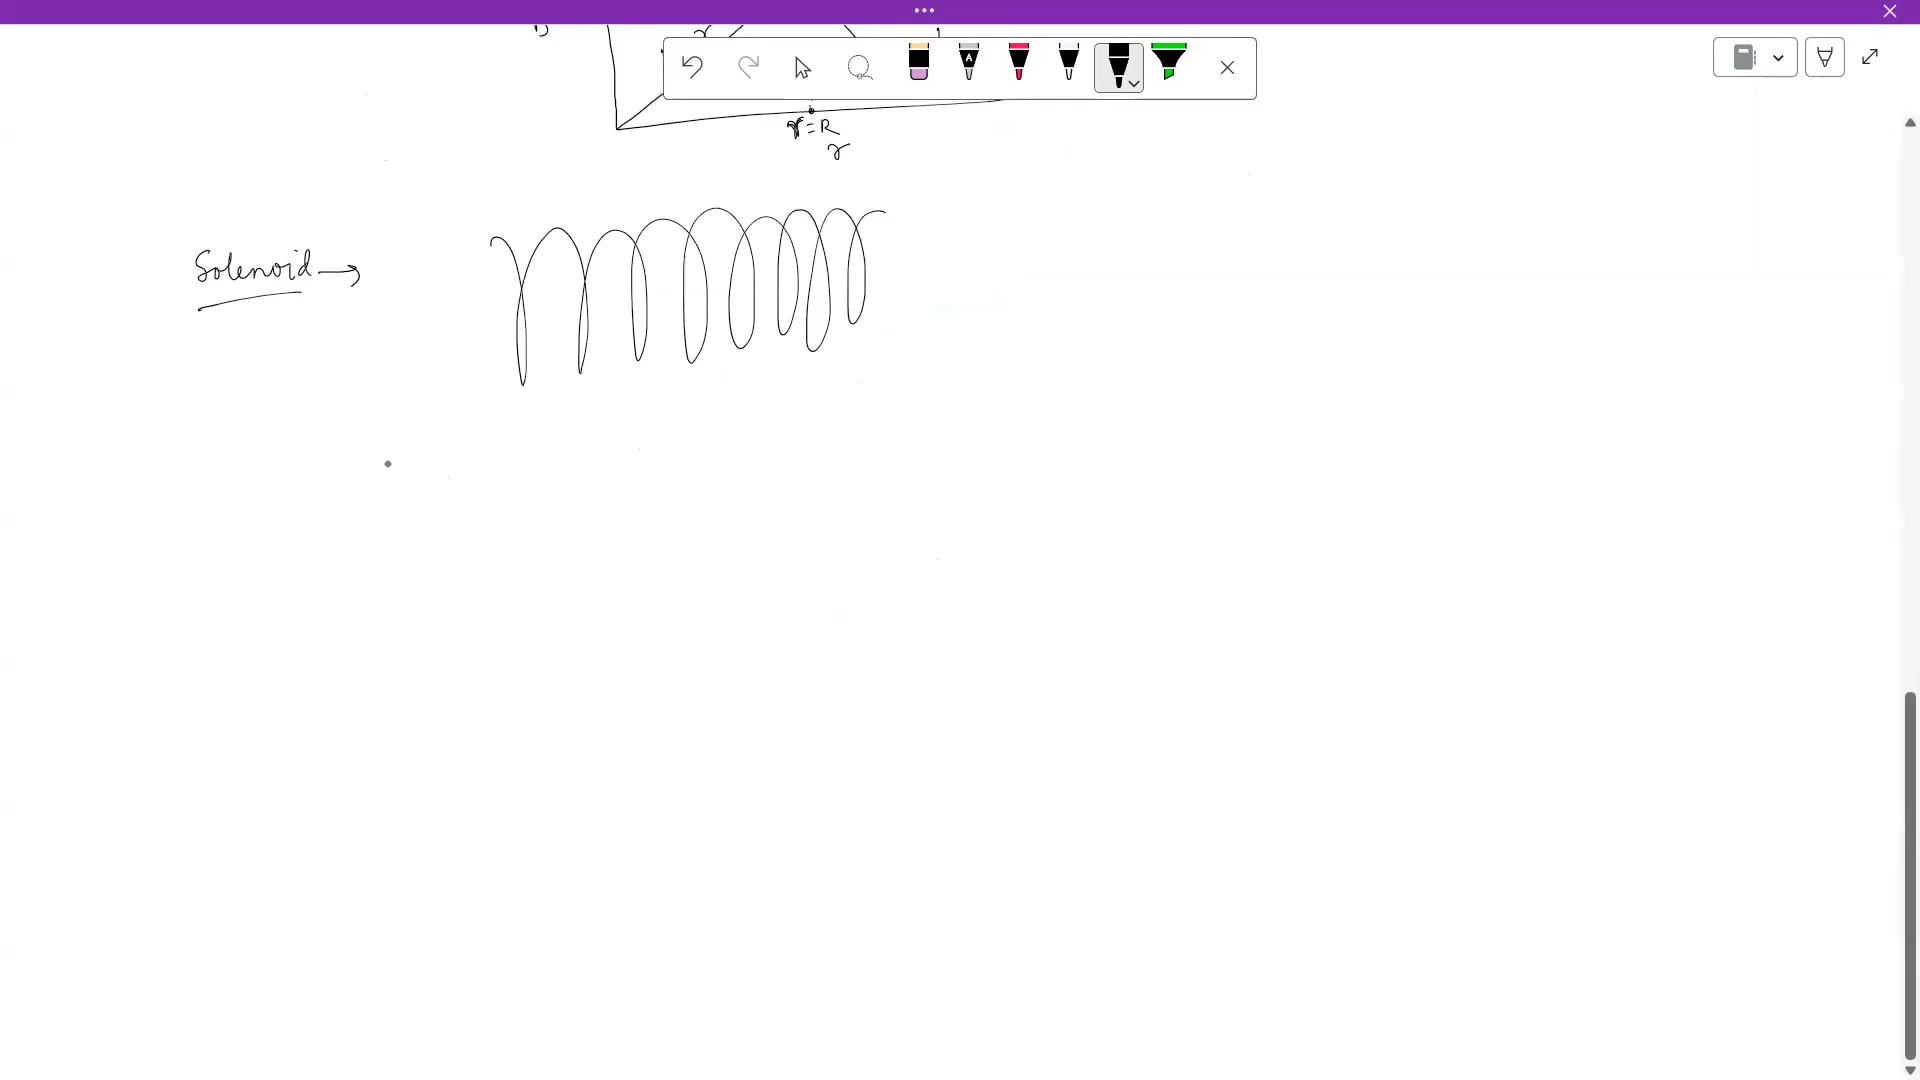 r=R
r
Solenoid →